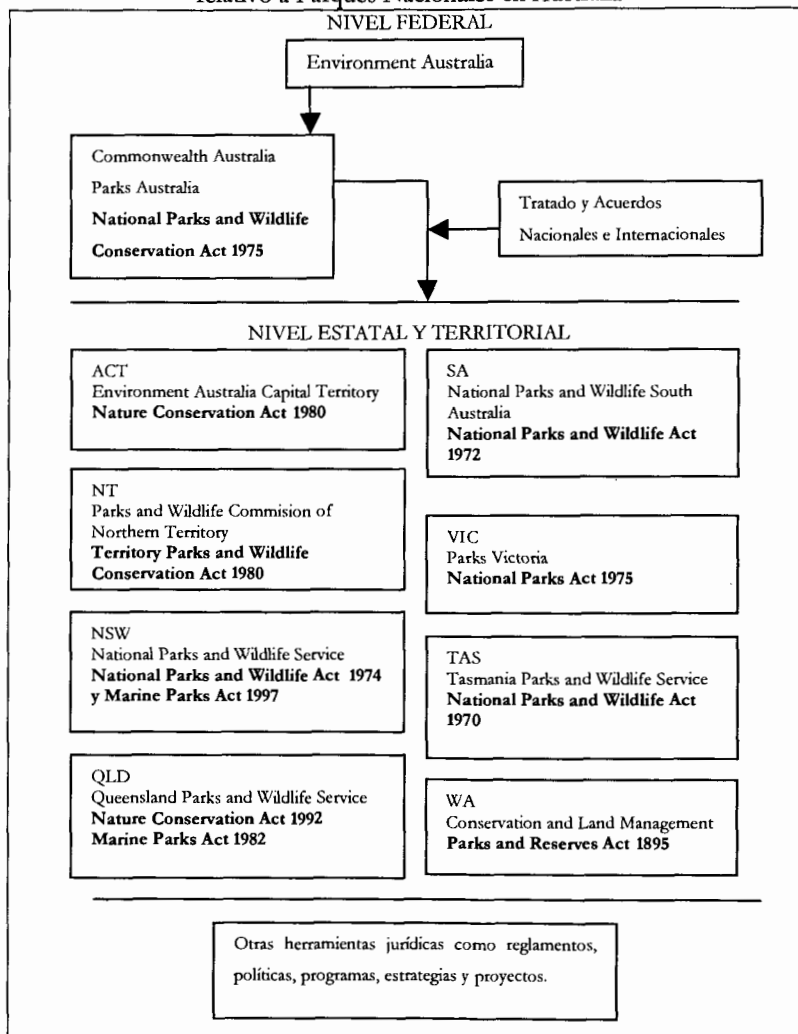 relativo a Parques Nacionales en Australia
NIVEL FEDERAL
Environment Australia
Commonwealth Australia
Parks Australia
National Parks and Wildlife
Conservation Act 1975
Tratado y Acuerdos
Nacionales e Internacionales
NIVEL ESTATAL Y TERRITORIAL
ACT
Environment Australia Capital Territory
Nature Conservation Act 1980
NT
Parks and Wildlife Commision of
Northern Territory
Territory Parks and Wildlife
Conservation Act 1980
NSW
National Parks and Wildlife Service
National Parks and Wildlife Act 1974
y Marine Parks Act 1997
QLD
Queensland Parks and Wildlife Service
Nature Conservation Act 1992
Marine Parks Act 1982
SA
National Parks and Wildlife South
Australia
National Parks and Wildlife Act
1972
VIC
Parks Victoria
National Parks Act 1975
TAS
Tasmania Parks and Wildlife Service
National Parks and Wildlife Act
1970
WA
Conservation and Land Management
Parks and Reserves Act 1895
Otras herramientas jurídicas como reglamentos,
políticas, programas, estrategias y proyectos.